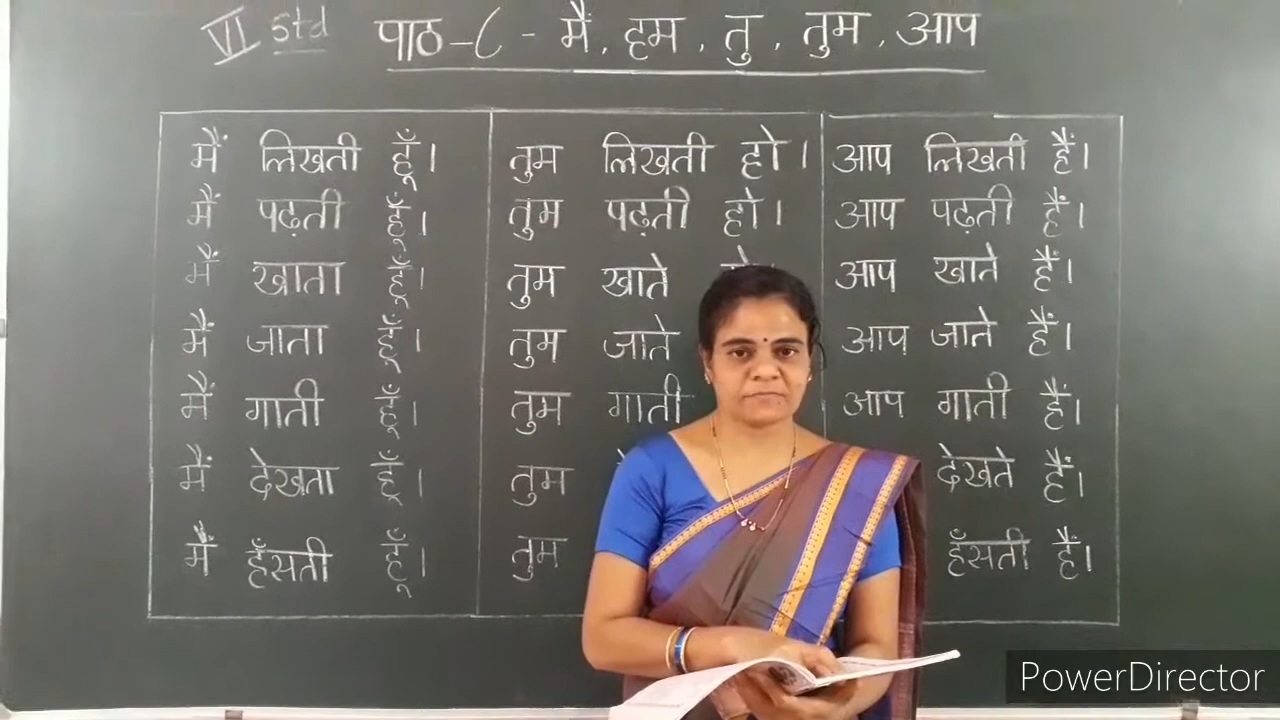 VI std पाठ-८ - मैं, हम, तु, तुम, आप
मैं लिखती हूँ। तुम लिखती हो। आप लिखती हैं।
मैं पढ़ती हूँ। तुम पढ़ती हो। आप पढ़ती हैं।
मैं खाता हूँ। तुम खाते आप खाते हैं।
मैं जाता हूँ। तुम जाते आप जाते हैं।
मैं गाती हूँ। तुम गाती आप गाती हैं।
मैं देखता हूँ। तुम देखते हैं।
मैं हँसती हूँ। तुम हँसती हैं।
PowerDirector